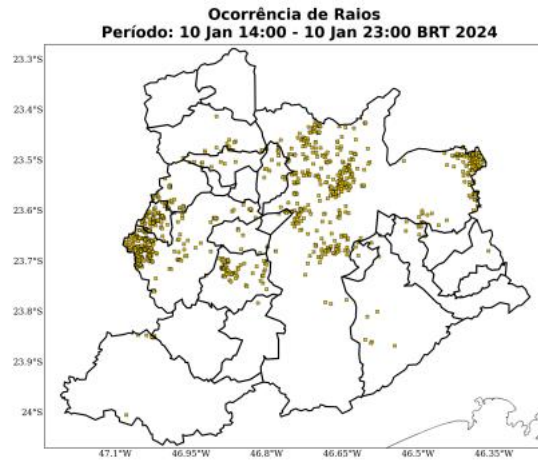 Ocorrência de Raios
Período: 10 Jan 14:00 - 10 Jan 23:00 BRT 2024
23.3°S
23.4°S
23.5°S
23.6°S
23.7°S
23.8°S
23.9°S
24°S
47.1°W 46.95°W 46.8°W 46.65°W 46.5°W 46.35°W